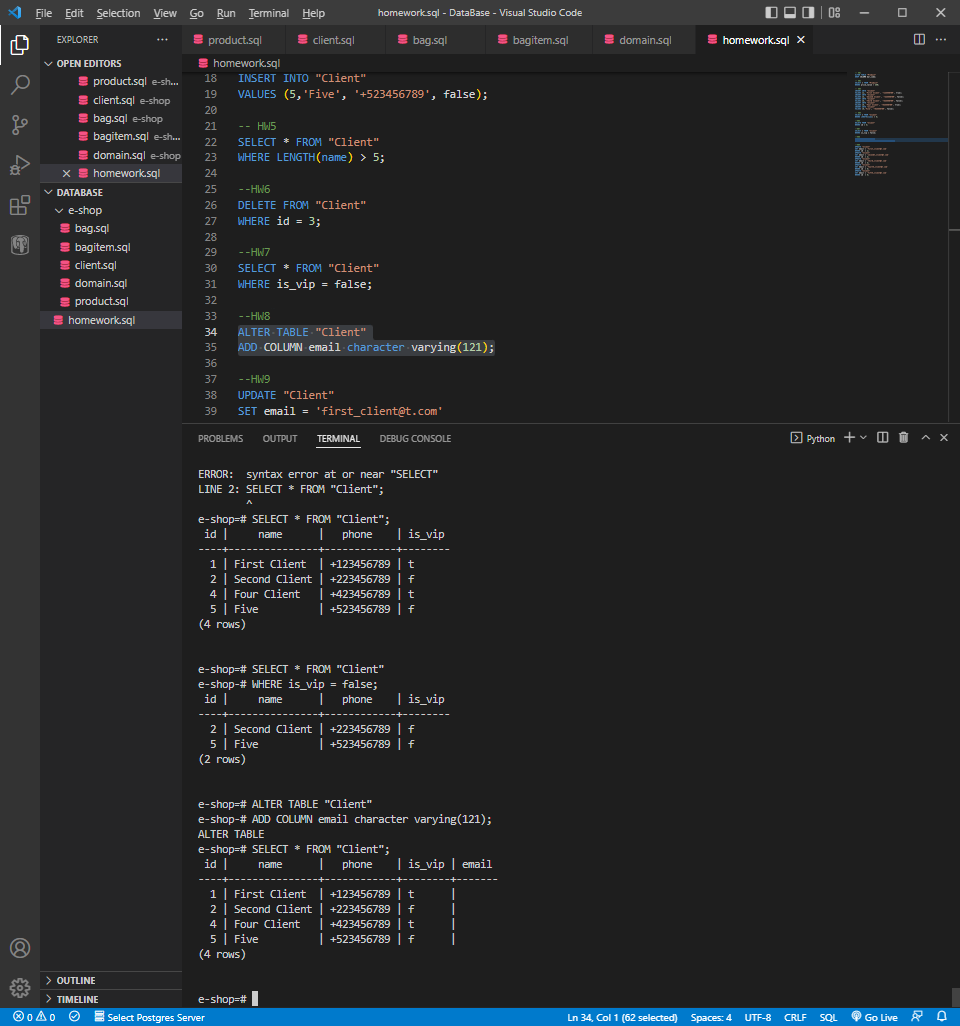 File Edit Selection View Go Run Terminal Help homework.sql - DataBase - Visual Studio Code
EXPLORER
product.sql client.sql bag.sql bagitem.sql domain.sql homework.sql
OPEN EDITORS
product.sql e-sh...
client.sql e-shop
bag.sql e-shop
bagitem.sql e-sh...
domain.sql e-shop
homework.sql
DATABASE
e-shop
bag.sql
bagitem.sql
client.sql
domain.sql
product.sql
homework.sql
OUTLINE
TIMELINE
homework.sql
18 INSERT INTO "Client"
19 VALUES (5,'Five', '+523456789', false);
20
21 -- HW5
22 SELECT * FROM "Client"
23 WHERE LENGTH(name) > 5;
24
25 --HW6
26 DELETE FROM "Client"
27 WHERE id = 3;
28
29 --HW7
30 SELECT * FROM "Client"
31 WHERE is_vip = false;
32
33 --HW8
34 ALTER TABLE "Client"
35 ADD COLUMN email character varying(121);
36
37 --HW9
38 UPDATE "Client"
39 SET email = 'first_client@t.com'
PROBLEMS OUTPUT TERMINAL DEBUG CONSOLE Python
ERROR:  syntax error at or near "SELECT"
LINE 2: SELECT * FROM "Client";
^
e-shop=# SELECT * FROM "Client";
id | name | phone | is_vip
----+---------------+------------+--------
1 | First Client | +123456789 | t
2 | Second Client | +223456789 | f
4 | Four Client | +423456789 | t
5 | Five | +523456789 | f
(4 rows)
e-shop=# SELECT * FROM "Client"
e-shop-# WHERE is_vip = false;
id | name | phone | is_vip
----+---------------+------------+--------
2 | Second Client | +223456789 | f
5 | Five | +523456789 | f
(2 rows)
e-shop=# ALTER TABLE "Client"
e-shop-# ADD COLUMN email character varying(121);
ALTER TABLE
e-shop=# SELECT * FROM "Client";
id | name | phone | is_vip | email
----+---------------+------------+--------+-------
1 | First Client | +123456789 | t |
2 | Second Client | +223456789 | f |
4 | Four Client | +423456789 | t |
5 | Five | +523456789 | f |
(4 rows)
e-shop=#
0 0 Select Postgres Server Ln 34, Col 1 (62 selected) Spaces: 4 UTF-8 CRLF SQL Go Live